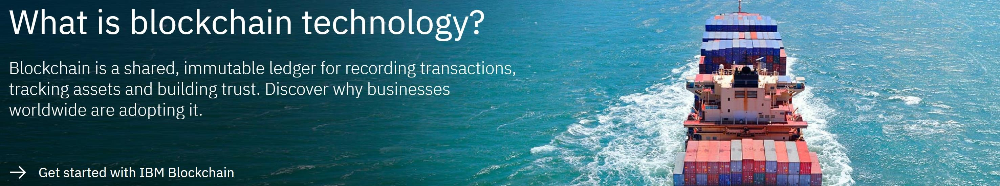 What is blockchain technology?
Blockchain is a shared, immutable ledger for recording transactions,
tracking assets and building trust. Discover why businesses
worldwide are adopting it.
→ Get started with IBM Blockchain